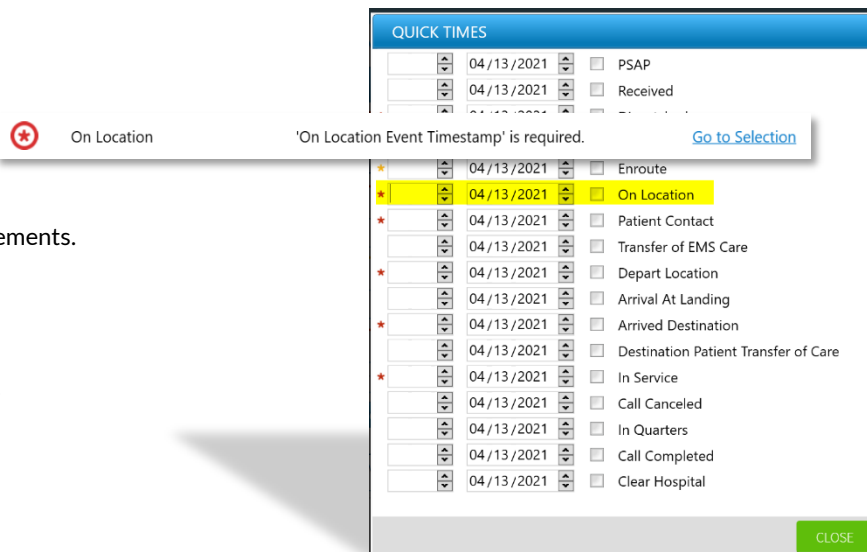 QUICK TIMES
04/13/2021 PSAP
04/13/2021 Received
* On Location 'On Location Event Timestamp' is required. Go to Selection
* 04/13/2021 Enroute
* 04/13/2021 On Location
* 04/13/2021 Patient Contact
ements.
04/13/2021 Transfer of EMS Care
* 04/13/2021 Depart Location
04/13/2021 Arrival At Landing
* 04/13/2021 Arrived Destination
04/13/2021 Destination Patient Transfer of Care
* 04/13/2021 In Service
04/13/2021 Call Canceled
04/13/2021 In Quarters
04/13/2021 Call Completed
04/13/2021 Clear Hospital
CLOSE